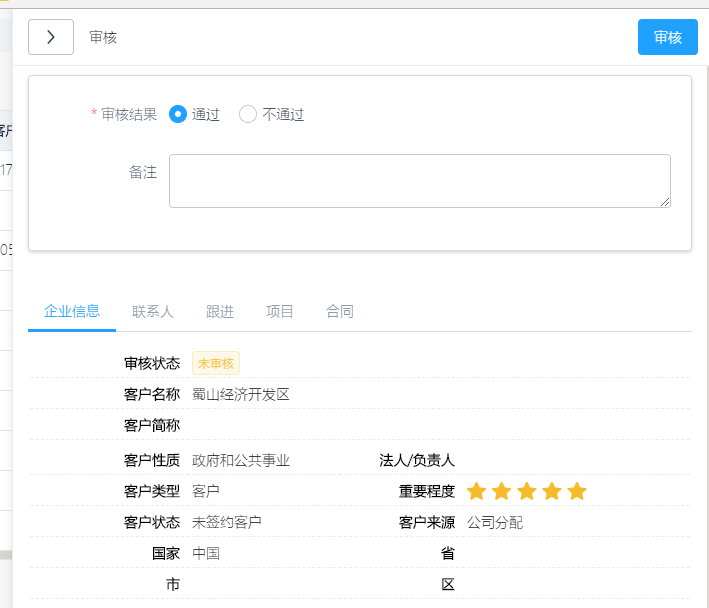 审核 审核
* 审核结果 通过 不通过
备注
17
05
企业信息 联系人 跟进 项目 合同
审核状态 未审核
客户名称 蜀山经济开发区
客户简称
客户性质 政府和公共事业 法人/负责人
客户类型 客户 重要程度
客户状态 未签约客户 客户来源 公司分配
国家 中国 省
市 区